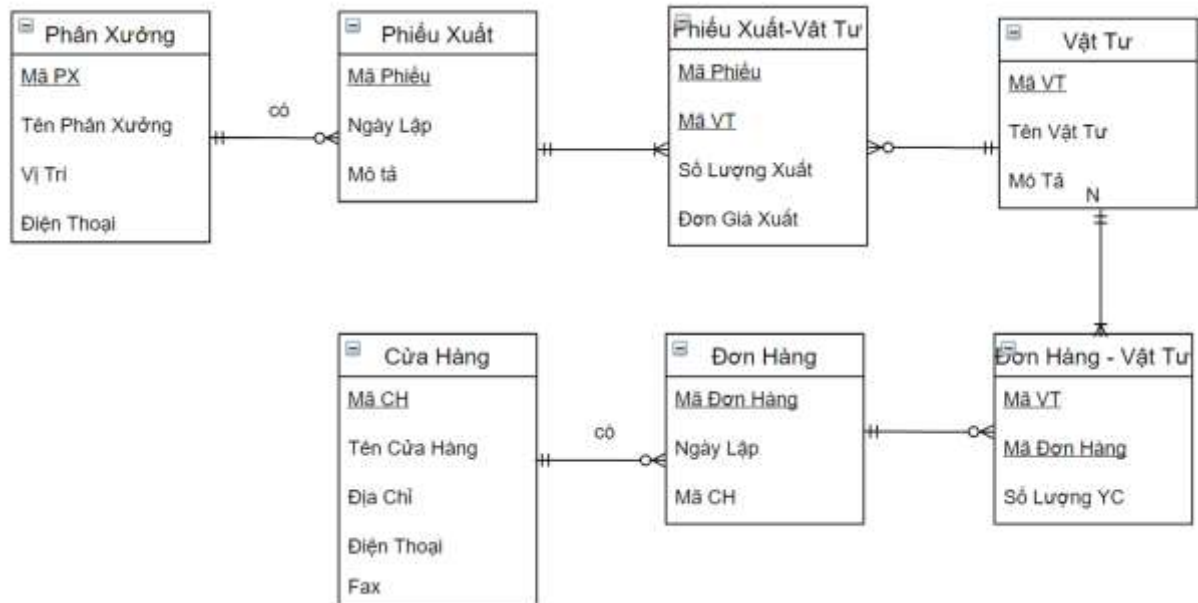 Phân Xưởng
Mã PX
Tên Phân Xưởng
Vị Trí
Điện Thoại
có
Phiếu Xuất
Mã Phiếu
Ngày Lập
Mô tả
Phiếu Xuất-Vật Tư
Mã Phiếu
Mã VT
Số Lượng Xuất
Đơn Giá Xuất
Vật Tư
Mã VT
Tên Vật Tư
Mô Tả
N
Cửa Hàng
Mã CH
Tên Cửa Hàng
Địa Chỉ
Điện Thoại
Fax
có
Đơn Hàng
Mã Đơn Hàng
Ngày Lập
Mã CH
Đơn Hàng - Vật Tư
Mã VT
Mã Đơn Hàng
Số Lượng YC